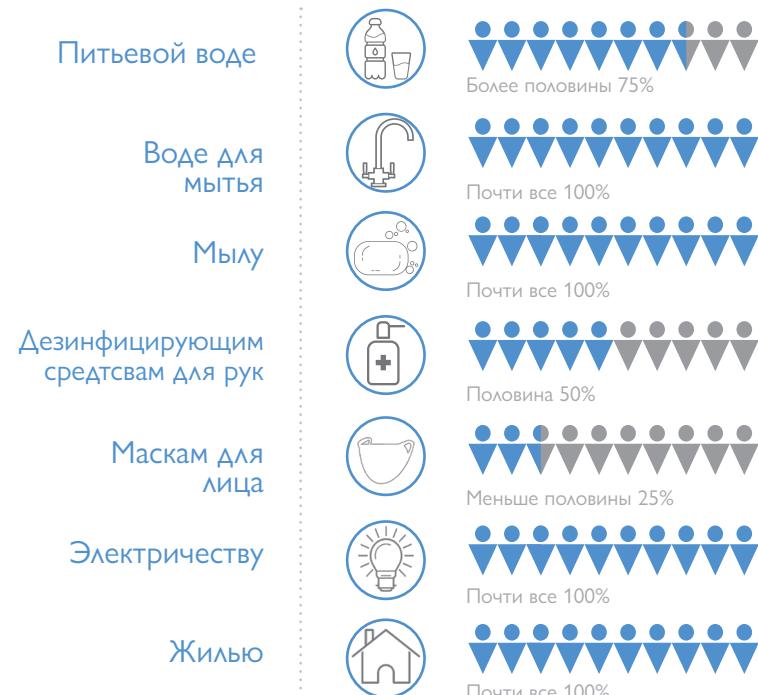 Питьевой воде
Более половины 75%
Воде для
мытья
Почти все 100%
Мылу
Почти все 100%
Дезинфицирующим
средтсвам для рук
Половина 50%
Маскам для
лица
Меньше половины 25%
Электричеству
Почти все 100%
Жилью
Почти все 100%